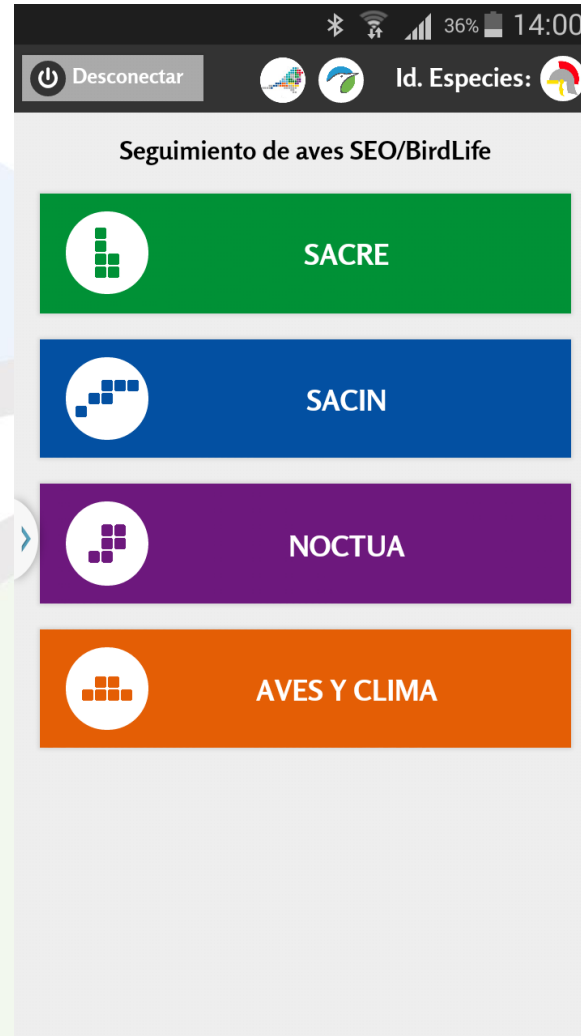 36% 14:00
Desconectar Id. Especies:
Seguimiento de aves SEO/BirdLife
SACRE
SACIN
NOCTUA
AVES Y CLIMA